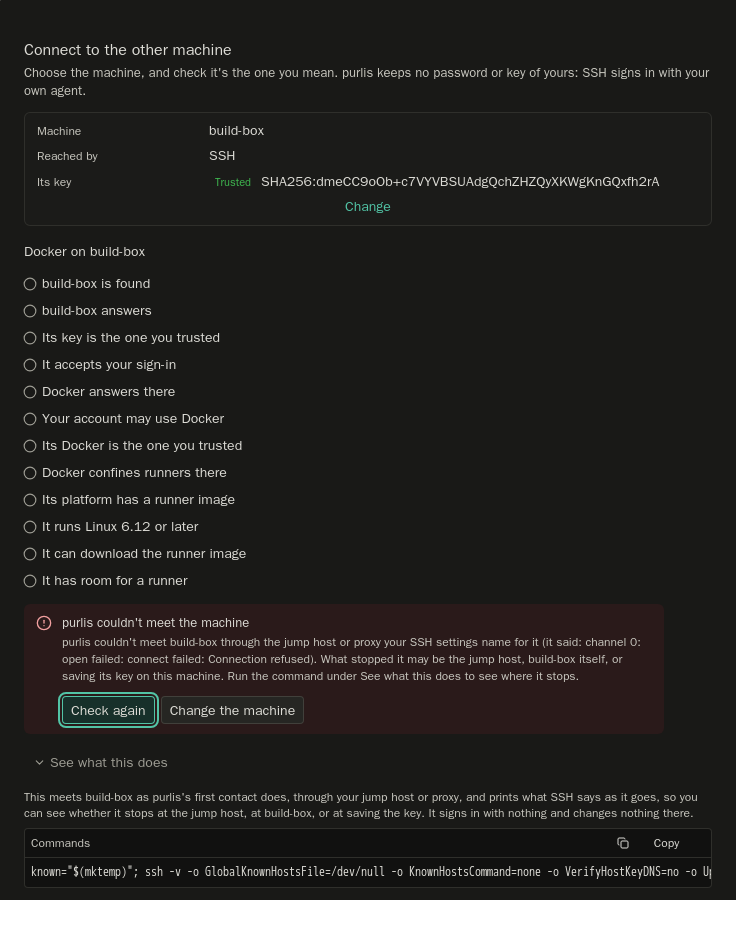 Connect to the other machine
Choose the machine, and check it's the one you mean. purlis keeps no password or key of yours: SSH signs in with your
own agent.
Machine build-box
Reached by SSH
Its key Trusted SHA256:dmeCC9oOb+c7VYVBSUAdgQchZHZQyXKWgKnGQxfh2rA
Change
Docker on build-box
build-box is found
build-box answers
Its key is the one you trusted
It accepts your sign-in
Docker answers there
Your account may use Docker
Its Docker is the one you trusted
Docker confines runners there
Its platform has a runner image
It runs Linux 6.12 or later
It can download the runner image
It has room for a runner
purlis couldn't meet the machine
purlis couldn't meet build-box through the jump host or proxy your SSH settings name for it (it said: channel 0:
open failed: connect failed: Connection refused). What stopped it may be the jump host, build-box itself, or
saving its key on this machine. Run the command under See what this does to see where it stops.
Check again Change the machine
See what this does
This meets build-box as purlis's first contact does, through your jump host or proxy, and prints what SSH says as it goes, so you
can see whether it stops at the jump host, at build-box, or at saving the key. It signs in with nothing and changes nothing there.
Commands Copy
known="$(mktemp)"; ssh -v -o GlobalKnownHostsFile=/dev/null -o KnownHostsCommand=none -o VerifyHostKeyDNS=no -o